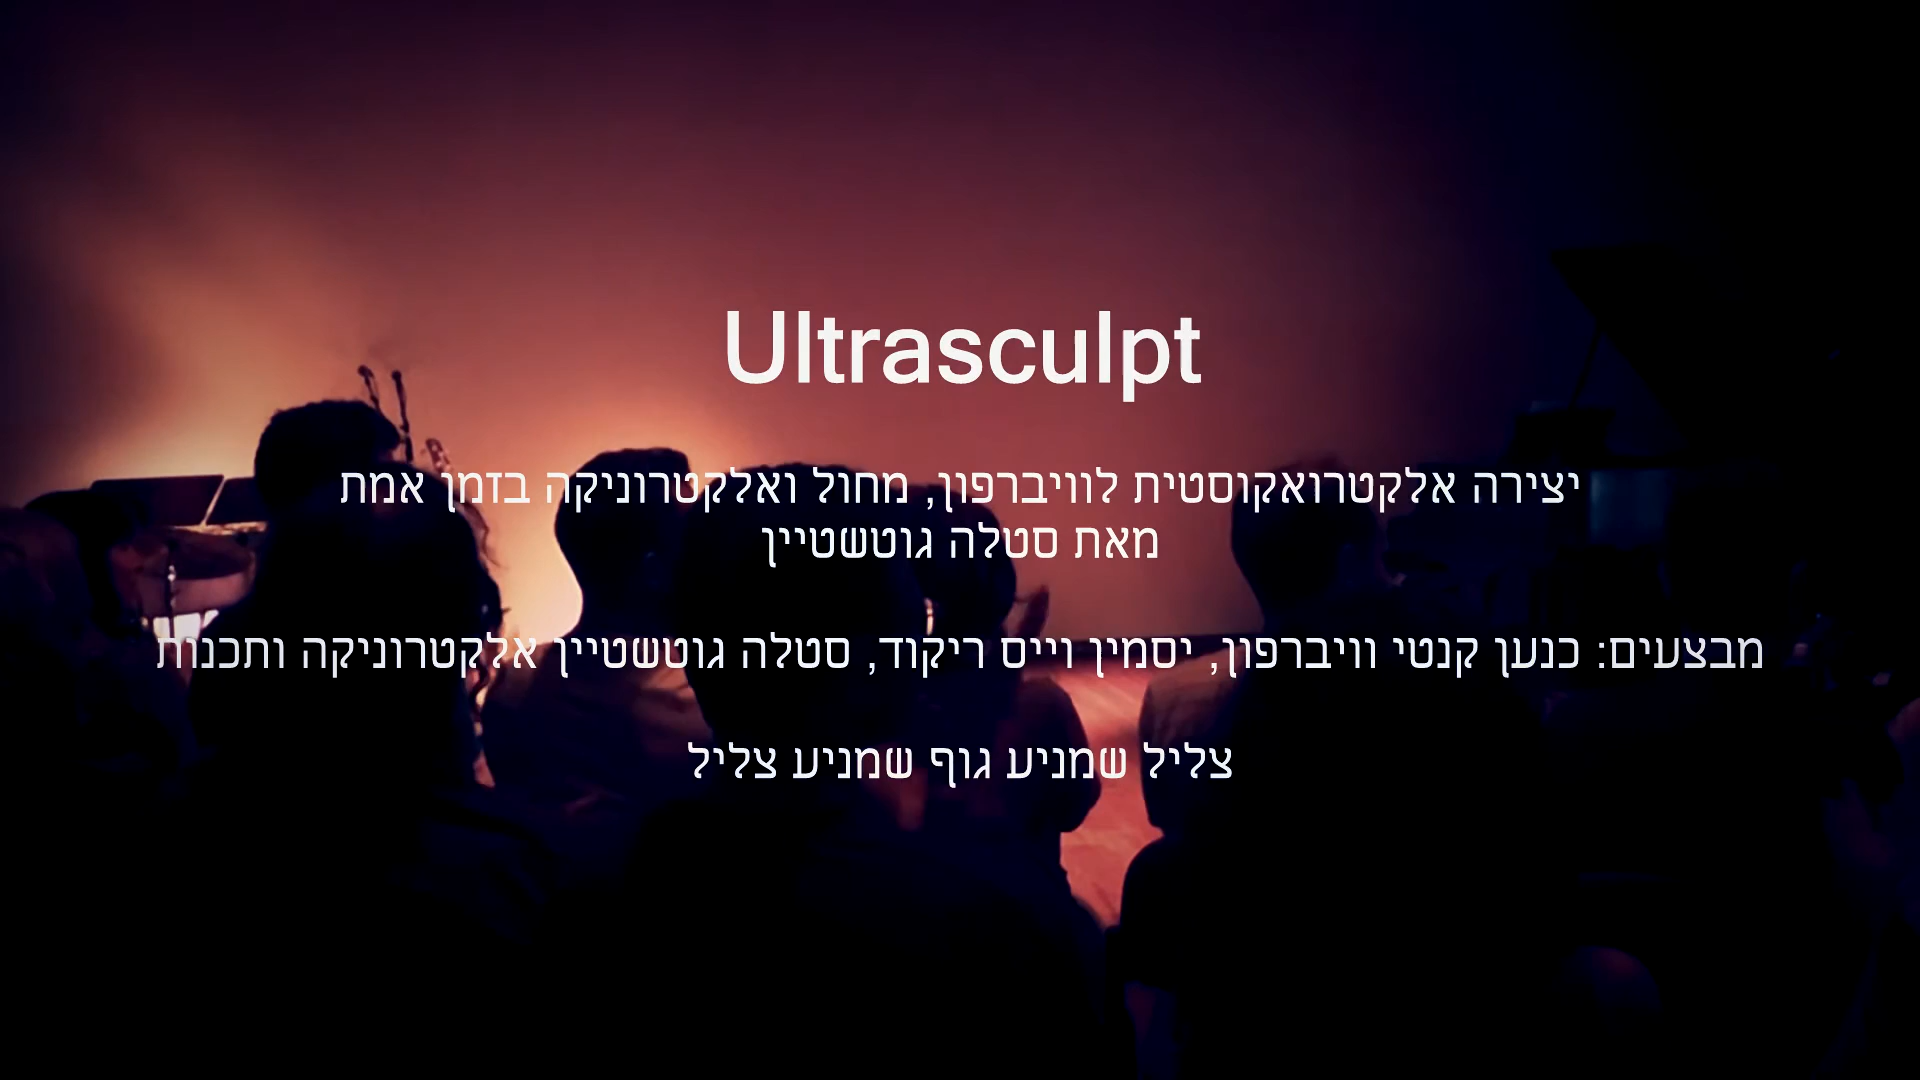 Ultrasculpt
יצירה אלקטרואקוסטית לוויברפון, מחול ואלקטרוניקה בזמן אמת
מאת סטלה גוטשטיין
מבצעים: כנען קנטי וויברפון, יסמין וייס ריקוד, סטלה גוטשטיין אלקטרוניקה ותכנות
צליל שמניע גוף שמניע צליל